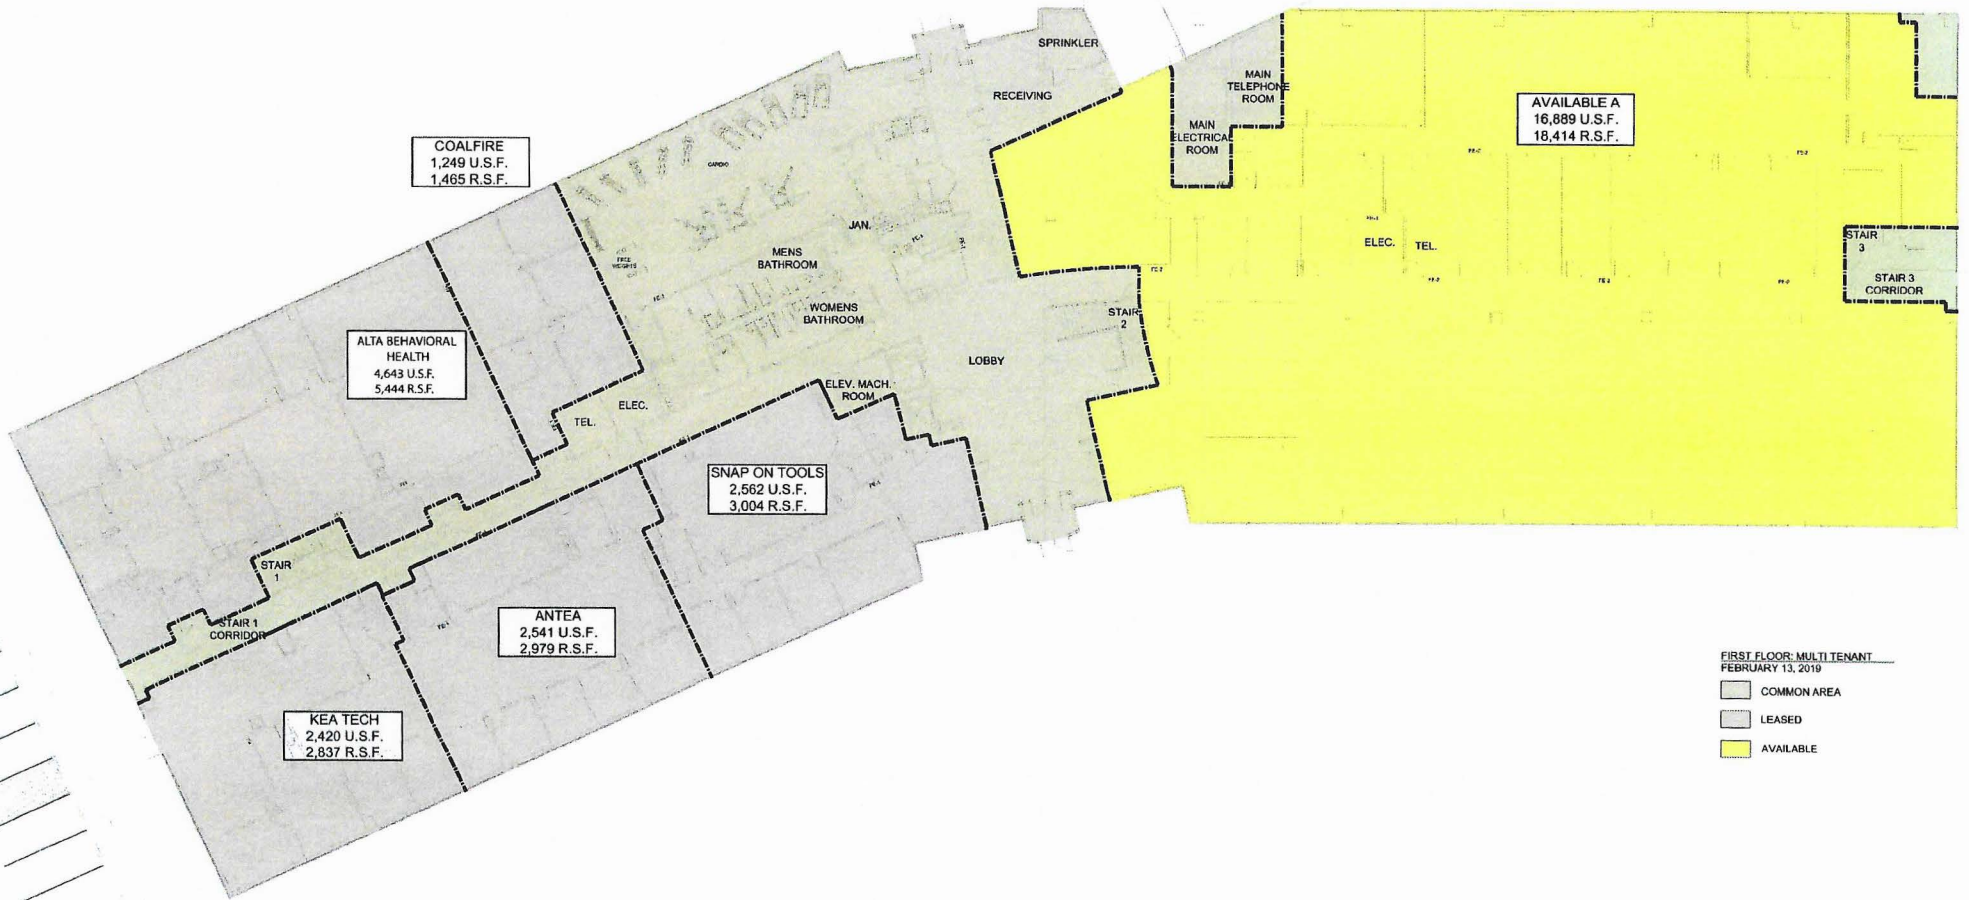 SPRINKLER
RECEIVING
MAIN
TELEPHONE
ROOM
MAIN
ELECTRICAL
ROOM
AVAILABLE A
16,889 U.S.F.
18,414 R.S.F.
COALFIRE
1,249 U.S.F.
1,465 R.S.F.
CARDIO
JAN.
MENS
BATHROOM
FREE
WEIGHTS
WOMENS
BATHROOM
ELEC.
TEL.
STAIR
3
STAIR 3
CORRIDOR
STAIR
2
LOBBY
ALTA BEHAVIORAL
HEALTH
4,643 U.S.F.
5,444 R.S.F.
ELEV. MACH.
ROOM
ELEC.
TEL.
SNAP ON TOOLS
2,562 U.S.F.
3,004 R.S.F.
STAIR
1
STAIR 1
CORRIDOR
ANTEA
2,541 U.S.F.
2,979 R.S.F.
KEA TECH
2,420 U.S.F.
2,837 R.S.F.
FIRST FLOOR: MULTI TENANT
FEBRUARY 13, 2019
COMMON AREA
LEASED
AVAILABLE